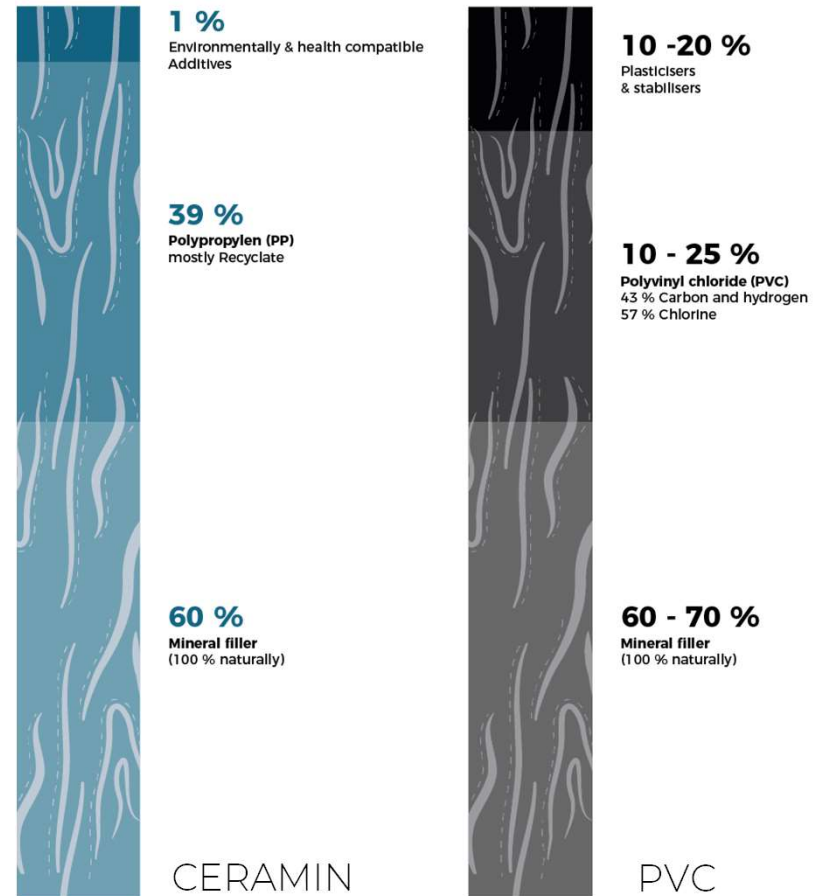 1 %
Environmentally & health compatible
Additives
39 %
Polypropylen (PP)
mostly Recyclate
60 %
Mineral filler
(100 % naturally)
CERAMIN
10 -20 %
Plasticisers
& stabilisers
10 - 25 %
Polyvinyl chloride (PVC)
43 % Carbon and hydrogen
57 % Chlorine
60 - 70 %
Mineral filler
(100 % naturally)
PVC